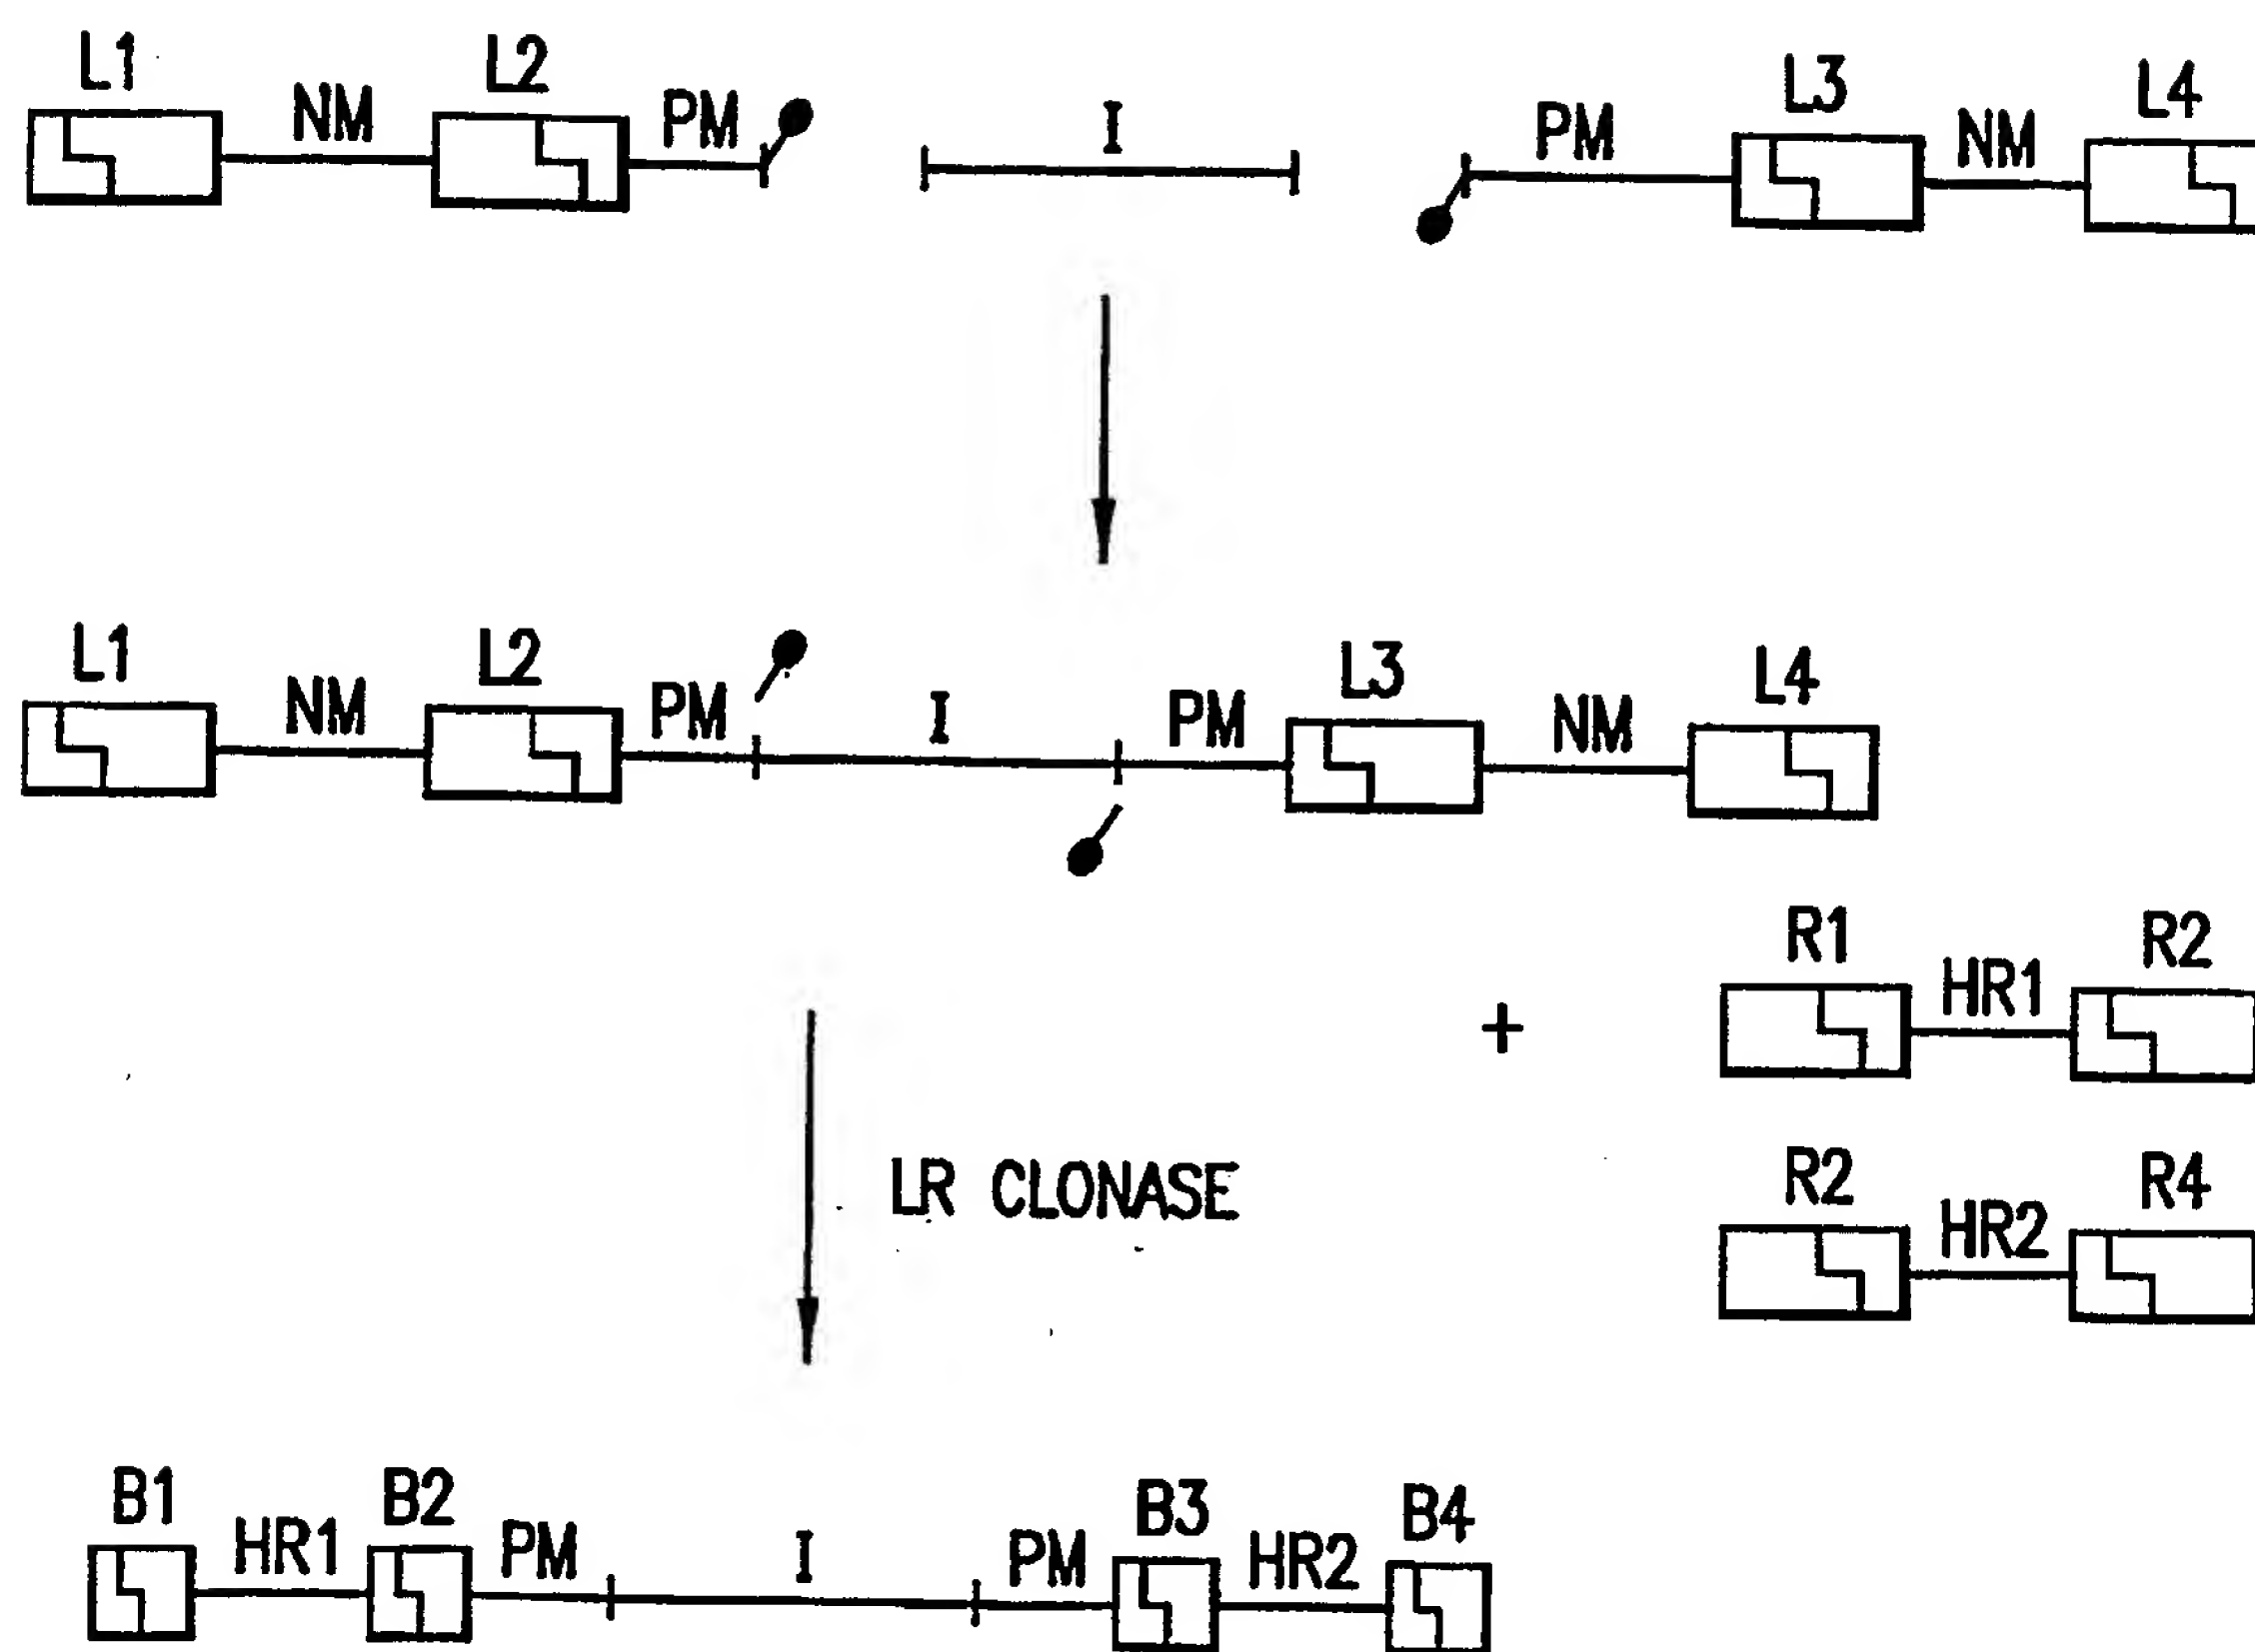 L1 NM L2 PM I PM L3 NM L4
L1 NM L2 PM I PM L3 NM L4
+ R1 HR1 R2
R2 HR2 R4
LR CLONASE
B1 HR1 B2 PM I PM B3 HR2 B4